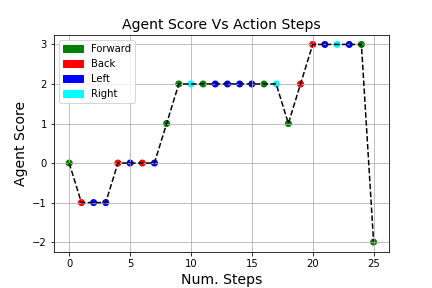 Agent Score Vs Action Steps
3
2
1
0
−1
−2
Agent Score
Forward
Back
Left
Right
0 5 10 15 20 25
Num. Steps